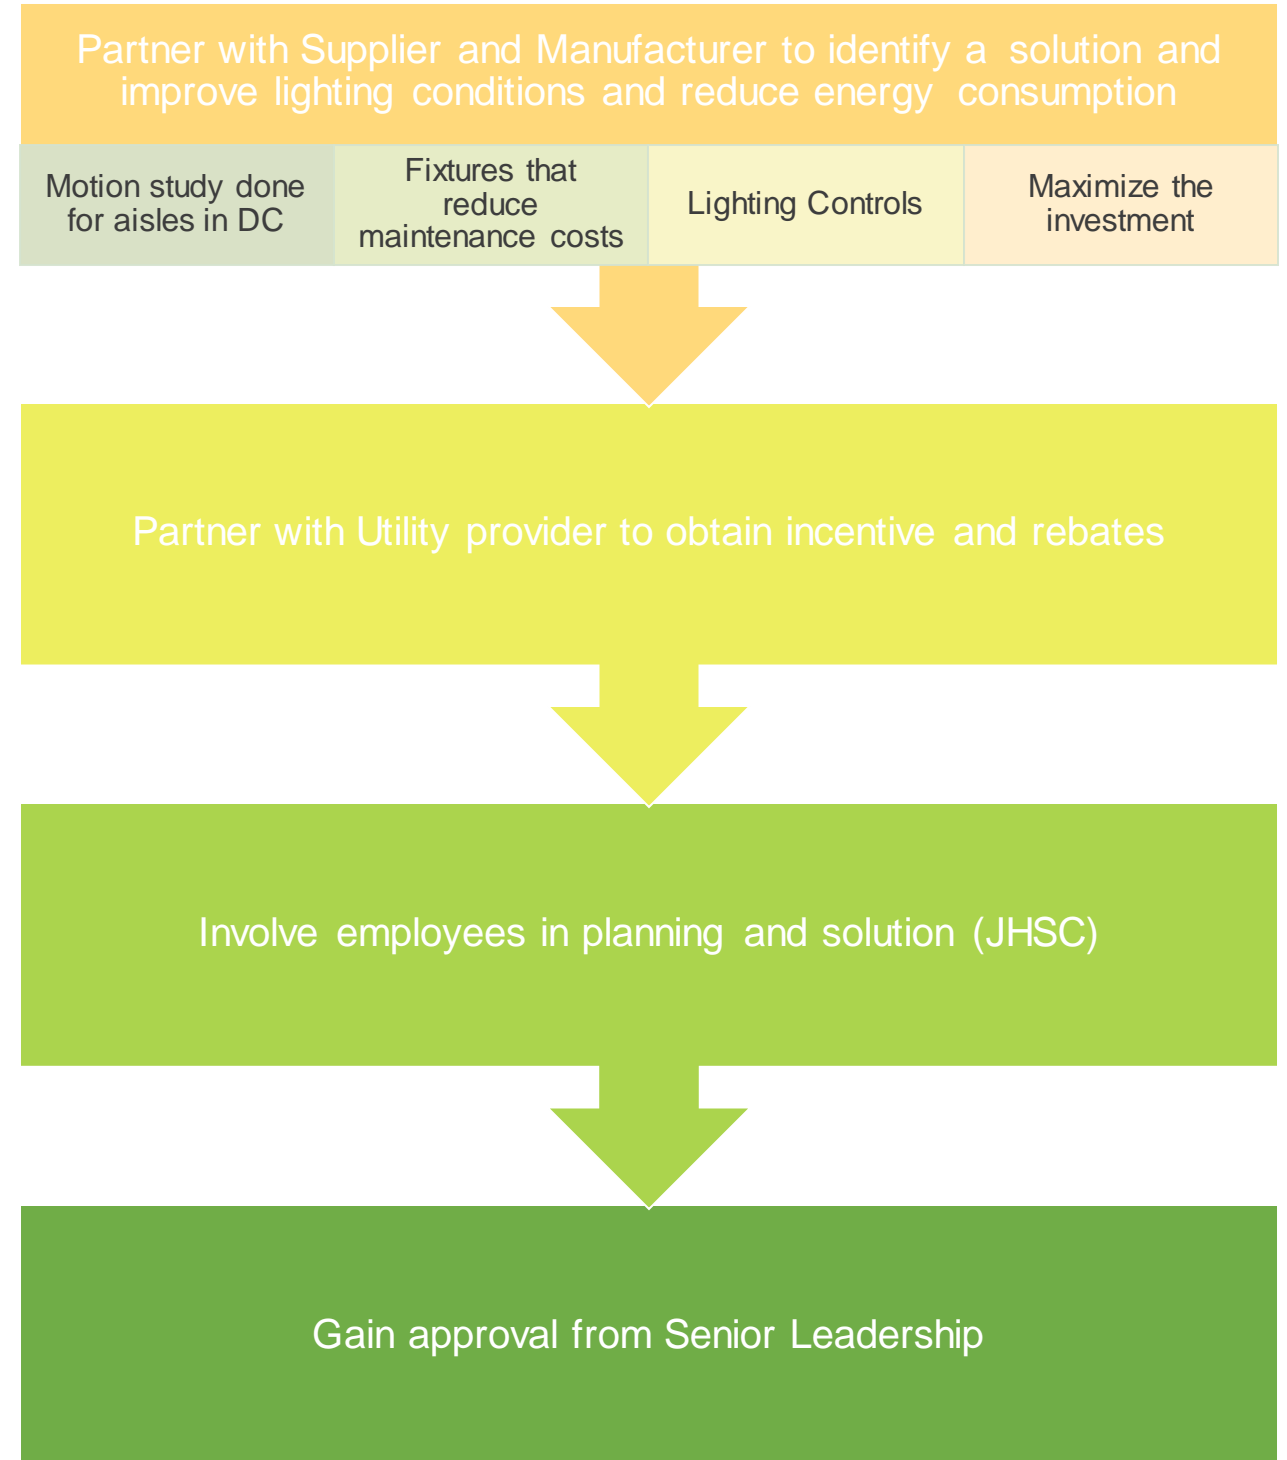 Partner with Supplier and Manufacturer to identify a solution and
improve lighting conditions and reduce energy consumption
Motion study done
for aisles in DC
Fixtures that
reduce
maintenance costs
Lighting Controls
Maximize the
investment
Partner with Utility provider to obtain incentive and rebates
Involve employees in planning and solution (JHSC)
Gain approval from Senior Leadership